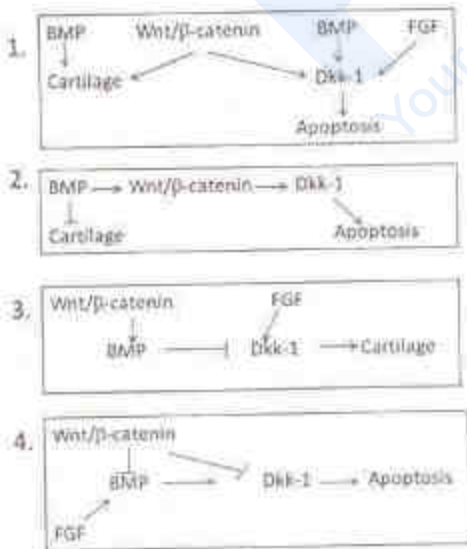 1.
BMP Wnt/β-catenin BMP FGF
Cartilage Dkk-1
Apoptosis
2.
BMP Wnt/β-catenin Dkk-1
Cartilage Apoptosis
3.
Wnt/β-catenin FGF
BMP Dkk-1 Cartilage
4.
Wnt/β-catenin
BMP Dkk-1 Apoptosis
FGF
Your